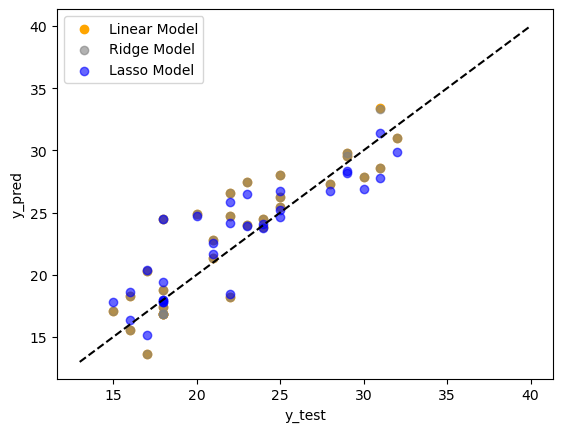 Linear Model
Ridge Model
Lasso Model
40
35
30
25
20
15
y_pred
15 20 25 30 35 40
y_test